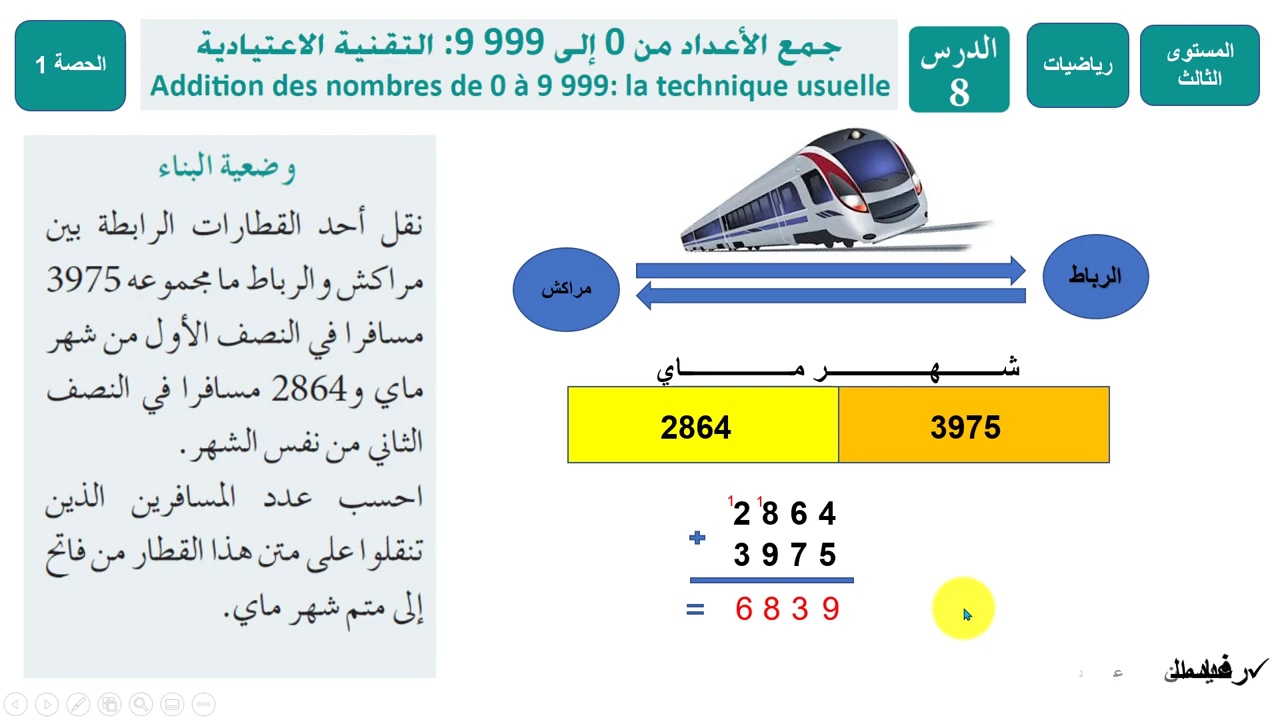 المستوى الثالث
رياضيات
الدرس 8
جمع الأعداد من 0 إلى 999 9: التقنية الاعتيادية
Addition des nombres de 0 à 9 999: la technique usuelle
الحصة 1
وضعية البناء
نقل أحد القطارات الرابطة بين
مراكش والرباط ما مجموعه 3975
مسافرا في النصف الأول من شهر
ماي و2864 مسافرا في النصف
الثاني من نفس الشهر.
احسب عدد المسافرين الذين
تنقلوا على متن هذا القطار من فاتح
إلى متم شهر ماي.
الرباط
مراكش
شـــــهـــــــر مـــــــاي
3975
2864
1 1
2 8 6 4
+
3 9 7 5
= 6 8 3 9